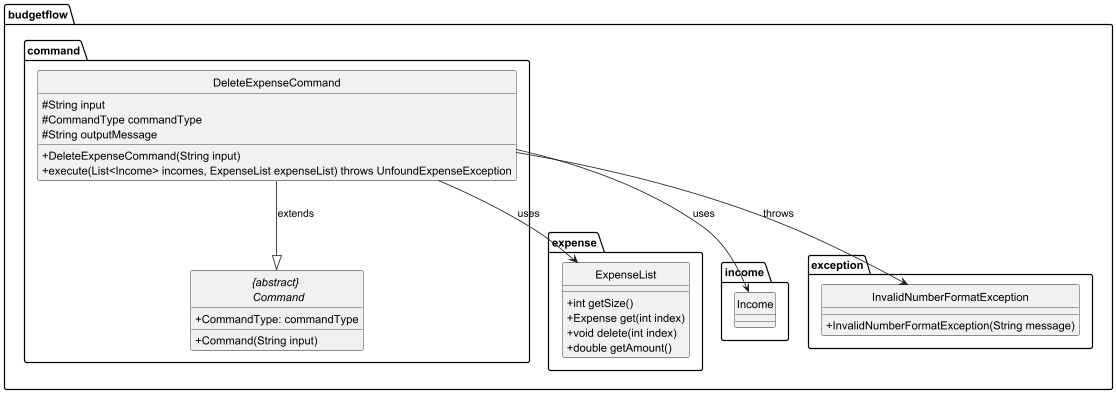 budgetflow
command
DeleteExpenseCommand
#String input
#CommandType commandType
#String outputMessage
+DeleteExpenseCommand(String input)
+execute(List<Income> incomes, ExpenseList expenseList) throws UnfoundExpenseException
extends
uses
uses
throws
{abstract}
Command
+CommandType: commandType
+Command(String input)
expense
ExpenseList
+int getSize()
+Expense get(int index)
+void delete(int index)
+double getAmount()
income
Income
exception
InvalidNumberFormatException
+InvalidNumberFormatException(String message)